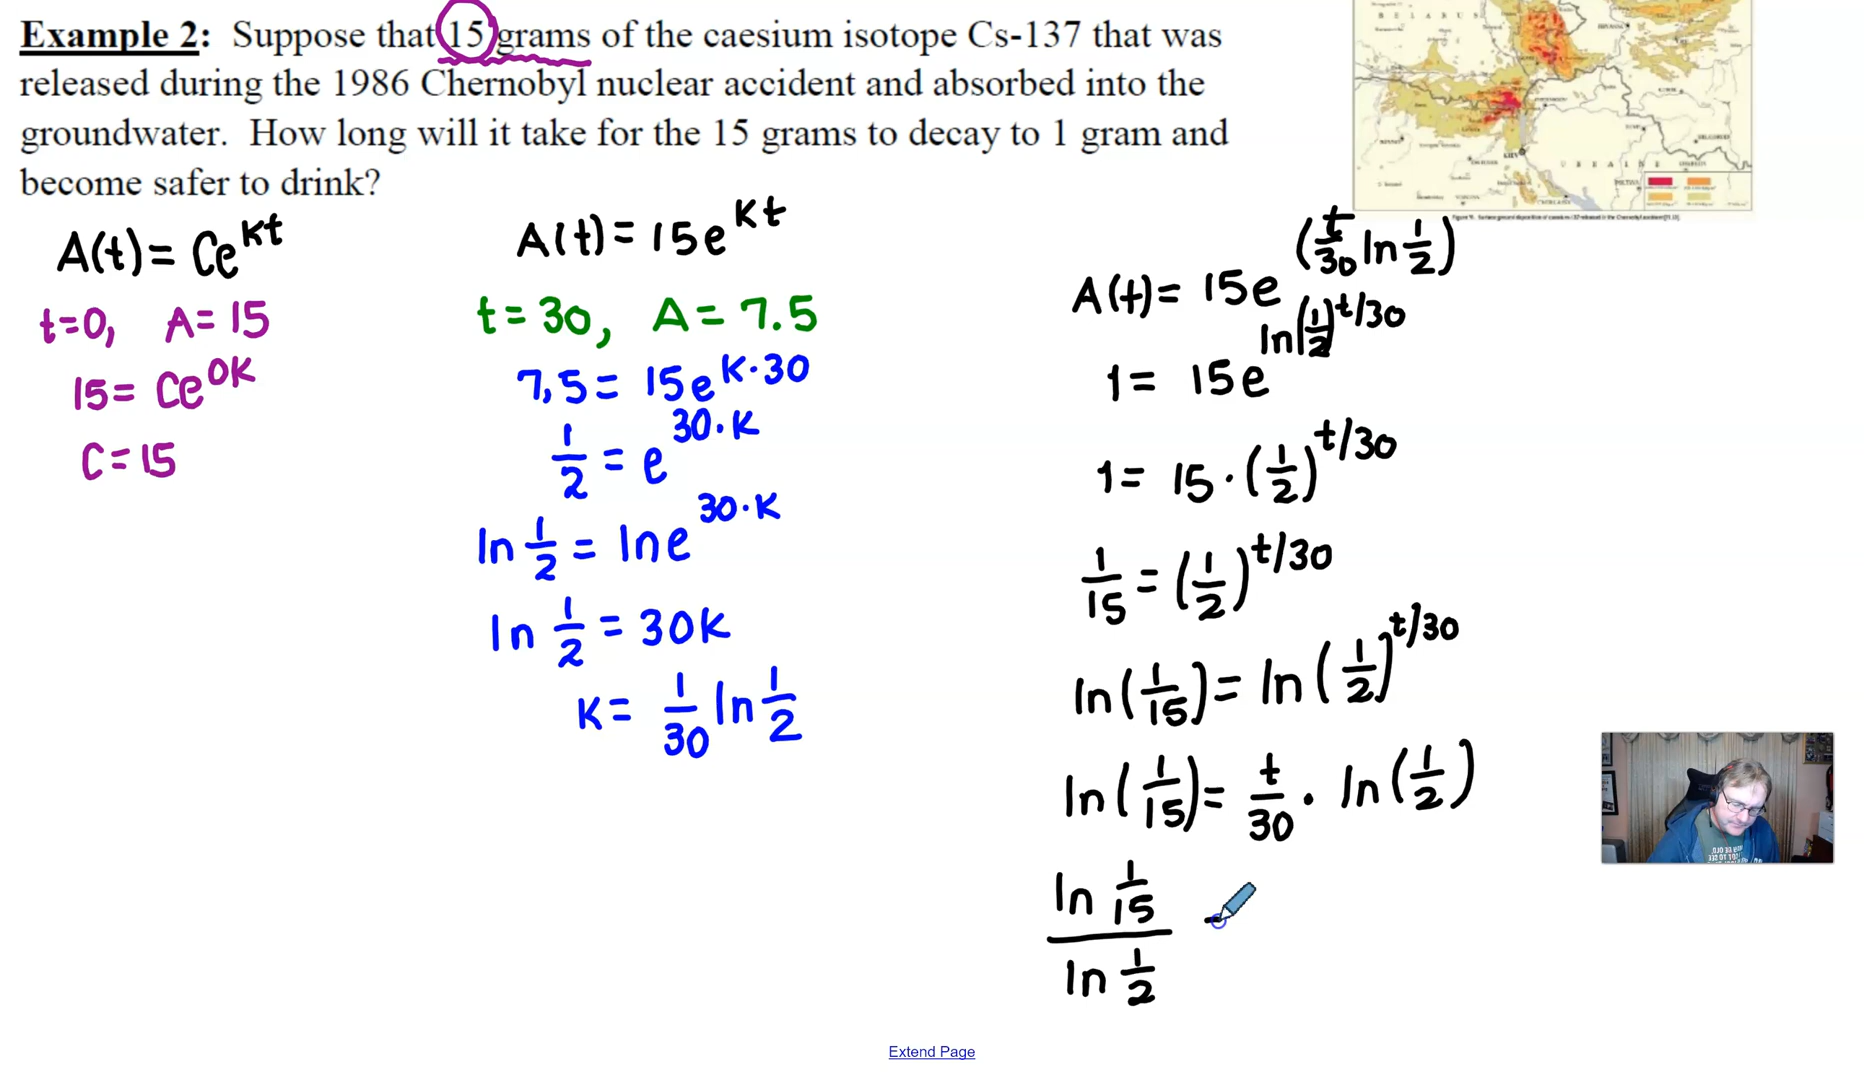 Example 2: Suppose that 15 grams of the caesium isotope Cs-137 that was
released during the 1986 Chernobyl nuclear accident and absorbed into the
groundwater. How long will it take for the 15 grams to decay to 1 gram and
become safer to drink?
A(t) = Ce^{kt}
t=0, A=15
15 = Ce^{0k}
C=15
A(t) = 15e^{kt}
t = 30, A = 7.5
7.5 = 15e^{k·30}
1/2 = e^{30·k}
ln 1/2 = ln e^{30·k}
ln 1/2 = 30k
k = 1/30 ln 1/2
A(t) = 15e^{(t/30 ln 1/2)}
1 = 15e^{ln(1/2)^{t/30}}
1 = 15 · (1/2)^{t/30}
1/15 = (1/2)^{t/30}
ln(1/15) = ln(1/2)^{t/30}
ln(1/15) = t/30 · ln(1/2)
ln 1/15
ln 1/2
BELARUS
KIEV
UKRAINE
Extend Page